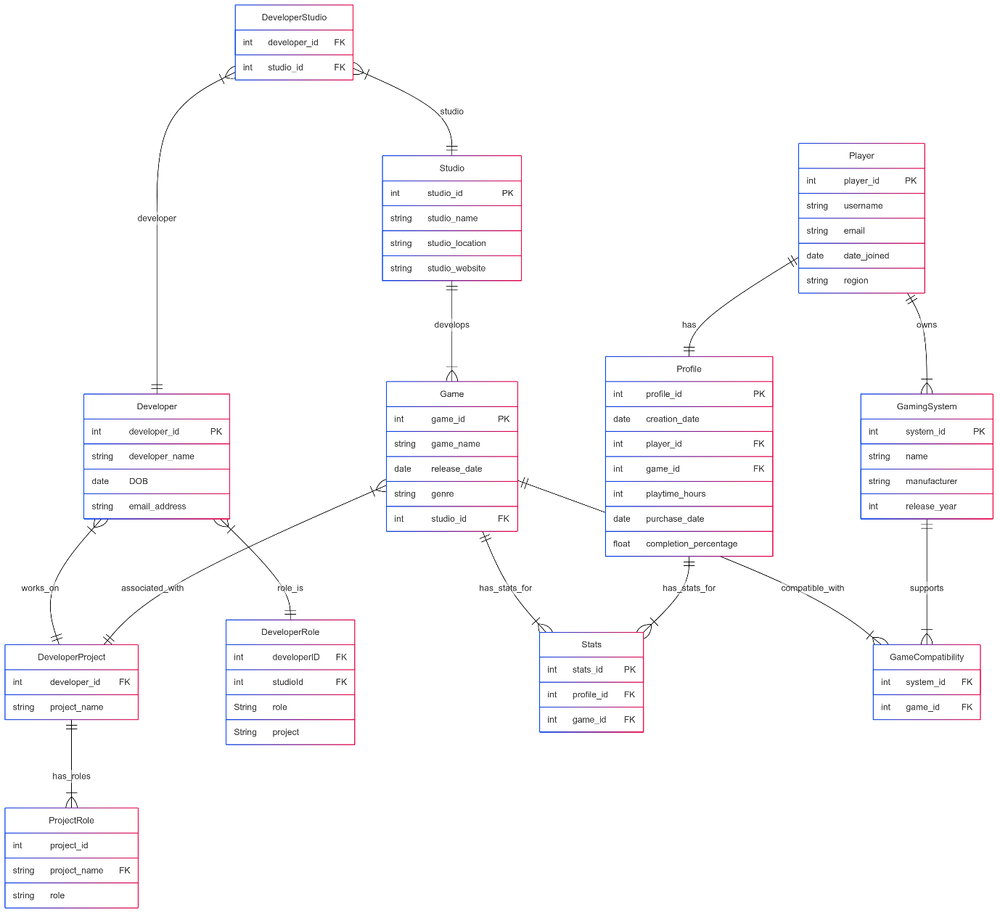 DeveloperStudio
int developer_id FK
int studio_id FK
studio
developer
Studio
int studio_id PK
string studio_name
string studio_location
string studio_website
Player
int player_id PK
string username
string email
date date_joined
string region
develops
has
owns
Developer
int developer_id PK
string developer_name
date DOB
string email_address
Game
int game_id PK
string game_name
date release_date
string genre
int studio_id FK
Profile
int profile_id PK
date creation_date
int player_id FK
int game_id FK
int playtime_hours
date purchase_date
float completion_percentage
GamingSystem
int system_id PK
string name
string manufacturer
int release_year
works_on
associated_with
role_is
has_stats_for
has_stats_for
compatible_with
supports
DeveloperProject
int developer_id FK
string project_name
DeveloperRole
int developerID FK
int studioId FK
String role
String project
Stats
int stats_id PK
int profile_id FK
int game_id FK
GameCompatibility
int system_id FK
int game_id FK
has_roles
ProjectRole
int project_id
string project_name FK
string role